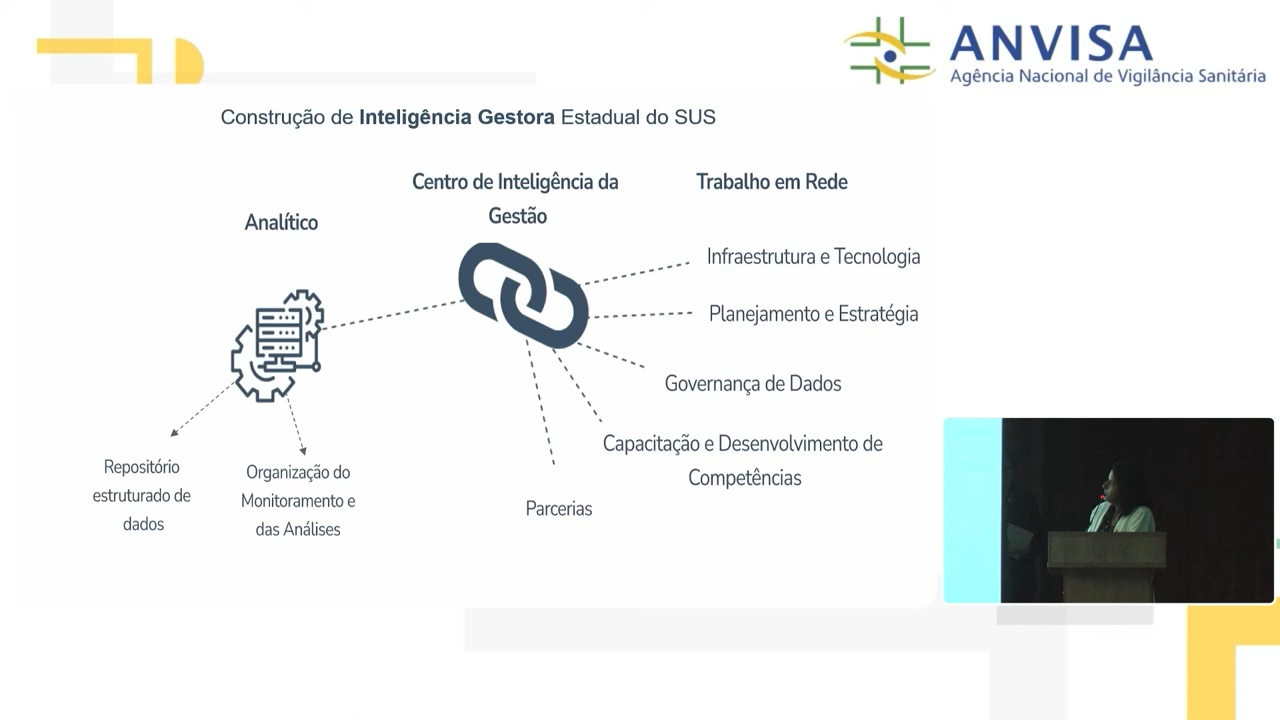 ANVISA
Agência Nacional de Vigilância Sanitária
Construção de Inteligência Gestora Estadual do SUS
Centro de Inteligência da
Gestão
Trabalho em Rede
Analítico
Infraestrutura e Tecnologia
Planejamento e Estratégia
Governança de Dados
Capacitação e Desenvolvimento de
Competências
Parcerias
Repositório
estruturado de
dados
Organização do
Monitoramento e
das Análises